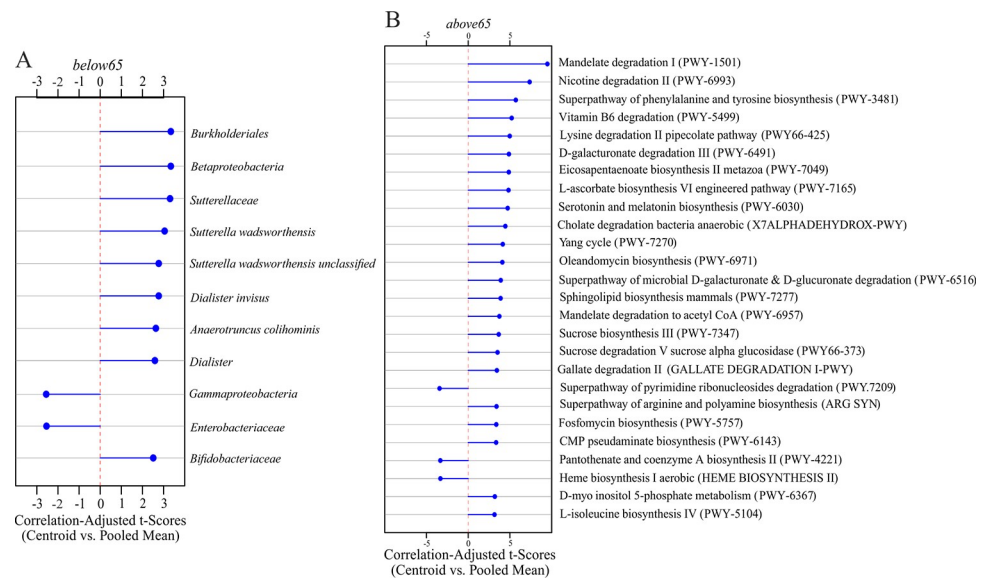 A
below65
-3 -2 -1 0 1 2 3
Burkholderiales
Betaproteobacteria
Sutterellaceae
Sutterella wadsworthensis
Sutterella wadsworthensis unclassified
Dialister invisus
Anaerotruncus colihominis
Dialister
Gammaproteobacteria
Enterobacteriaceae
Bifidobacteriaceae
-3 -2 -1 0 1 2 3
Correlation-Adjusted t-Scores
(Centroid vs. Pooled Mean)
B
above65
-5 0 5
Mandelate degradation I (PWY-1501)
Nicotine degradation II (PWY-6993)
Superpathway of phenylalanine and tyrosine biosynthesis (PWY-3481)
Vitamin B6 degradation (PWY-5499)
Lysine degradation II pipecolate pathway (PWY66-425)
D-galacturonate degradation III (PWY-6491)
Eicosapentaenoate biosynthesis II metazoa (PWY-7049)
L-ascorbate biosynthesis VI engineered pathway (PWY-7165)
Serotonin and melatonin biosynthesis (PWY-6030)
Cholate degradation bacteria anaerobic (X7ALPHADEHYDROX-PWY)
Yang cycle (PWY-7270)
Oleandomycin biosynthesis (PWY-6971)
Superpathway of microbial D-galacturonate & D-glucuronate degradation (PWY-6516)
Sphingolipid biosynthesis mammals (PWY-7277)
Mandelate degradation to acetyl CoA (PWY-6957)
Sucrose biosynthesis III (PWY-7347)
Sucrose degradation V sucrose alpha glucosidase (PWY66-373)
Gallate degradation II (GALLATE DEGRADATION I-PWY)
Superpathway of pyrimidine ribonucleosides degradation (PWY.7209)
Superpathway of arginine and polyamine biosynthesis (ARG SYN)
Fosfomycin biosynthesis (PWY-5757)
CMP pseudaminate biosynthesis (PWY-6143)
Pantothenate and coenzyme A biosynthesis II (PWY-4221)
Heme biosynthesis I aerobic (HEME BIOSYNTHESIS II)
D-myo inositol 5-phosphate metabolism (PWY-6367)
L-isoleucine biosynthesis IV (PWY-5104)
-5 0 5
Correlation-Adjusted t-Scores
(Centroid vs. Pooled Mean)